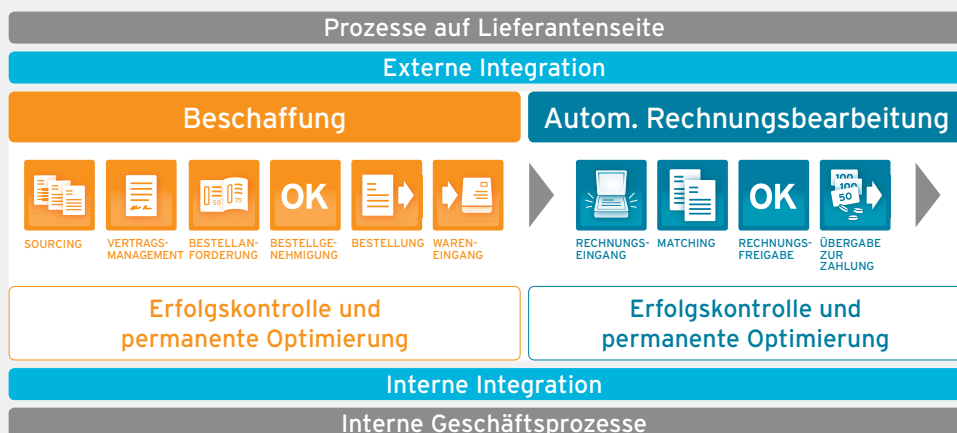 Prozesse auf Lieferantenseite
Externe Integration
Beschaffung
Autom. Rechnungsbearbeitung
50
75
OK
OK
100
100
50
SOURCING
VERTRAGS-
MANAGEMENT
BESTELLAN-
FORDERUNG
BESTELLGE-
NEHMIGUNG
BESTELLUNG
WAREN-
EINGANG
RECHNUNGS-
EINGANG
MATCHING
RECHNUNGS-
FREIGABE
ÜBERGABE
ZUR
ZAHLUNG
Erfolgskontrolle und
permanente Optimierung
Erfolgskontrolle und
permanente Optimierung
Interne Integration
Interne Geschäftsprozesse